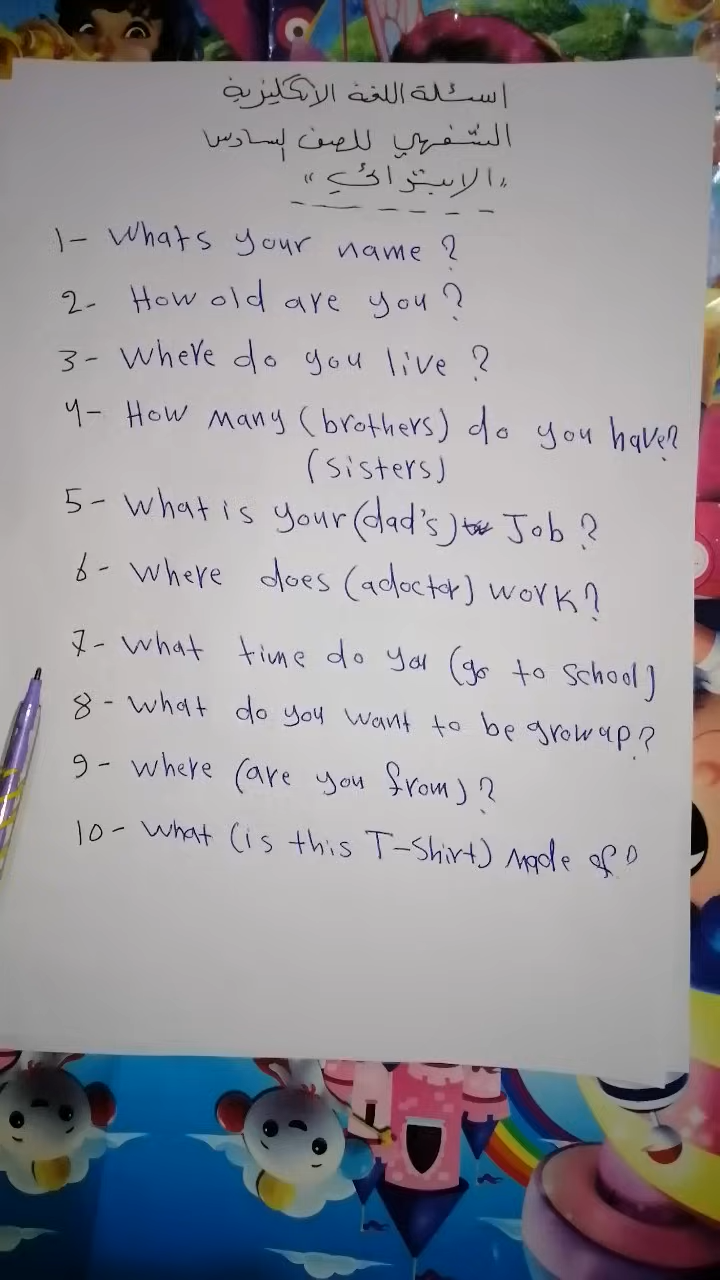 اسئلة اللغة الانكليزية
الشفهي للصف السادس
"الابتدائي"
1- Whats your name?
2- How old are you?
3- Where do you live?
4- How many (brothers) do you have?
(sisters)
5- What is your (dad's) Job?
6- Where does (adoctor) work?
7- What time do you (go to school)
8- What do you want to be grow up?
9- Where (are you from)?
10- What (is this T-Shirt) Made of?